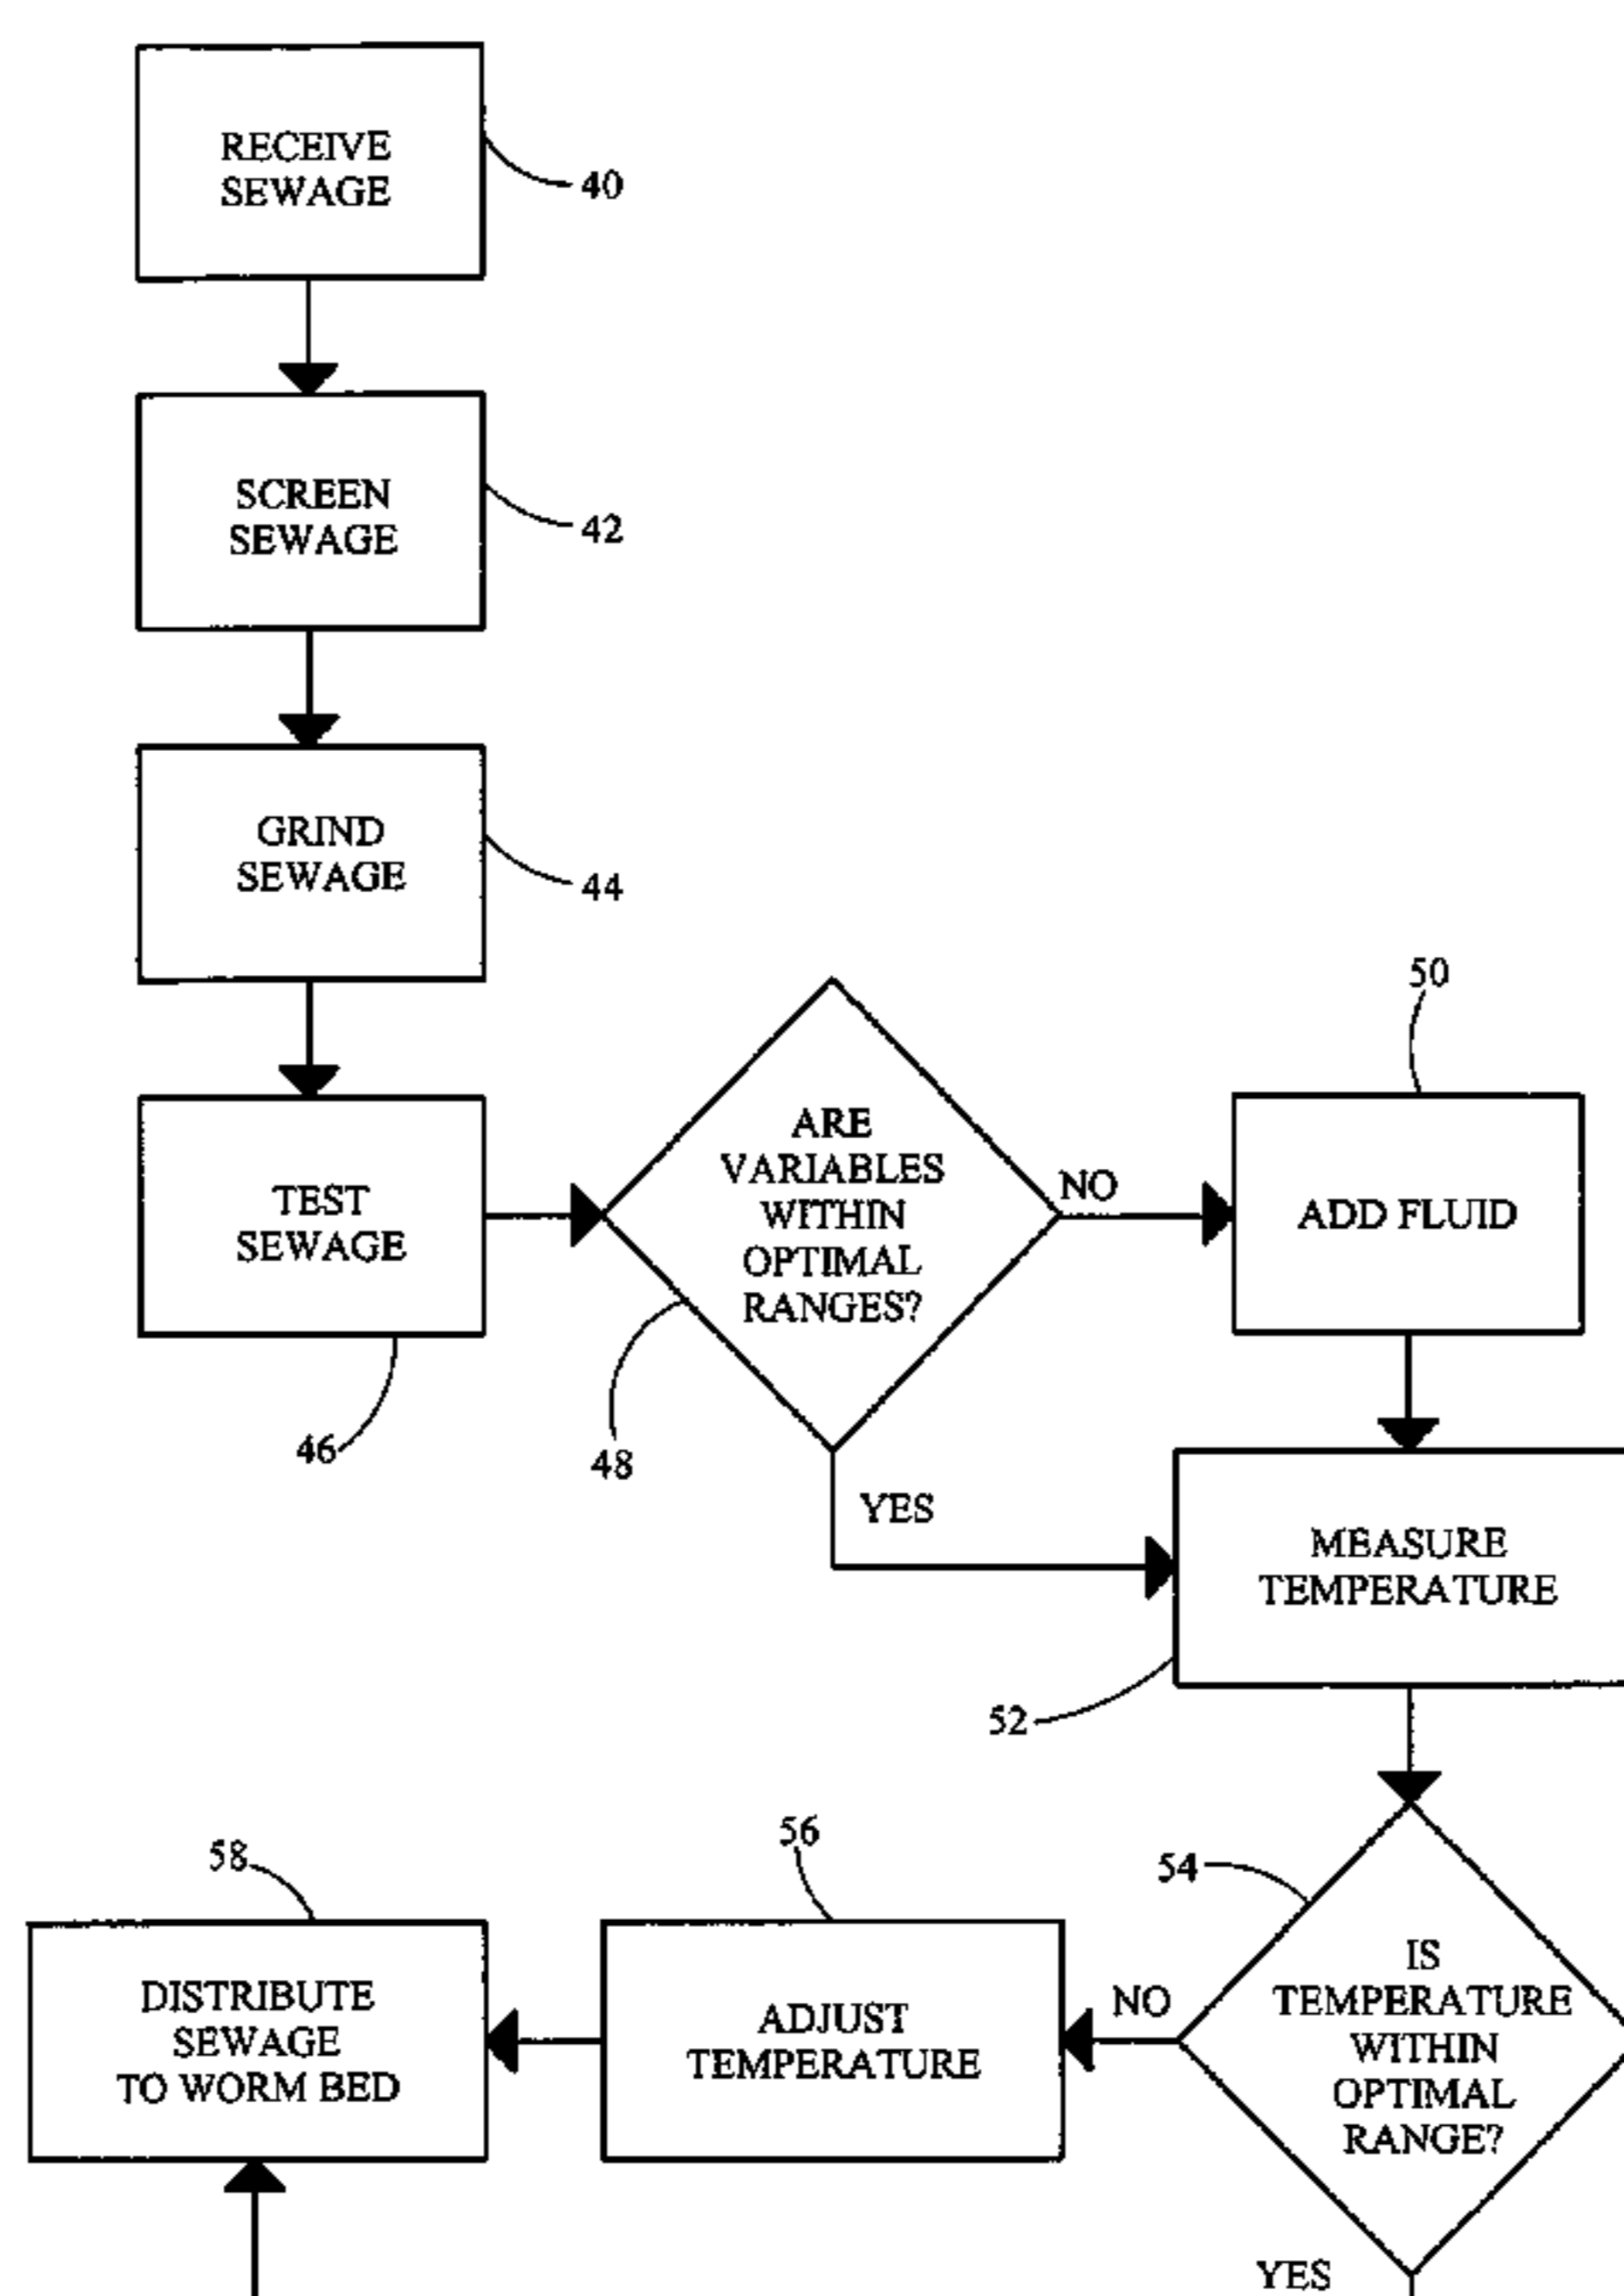 RECEIVE
SEWAGE
40
SCREEN
SEWAGE
42
GRIND
SEWAGE
44
TEST
SEWAGE
46
ARE
VARIABLES
WITHIN
OPTIMAL
RANGES?
48
NO
YES
50
ADD FLUID
MEASURE
TEMPERATURE
52
54
IS
TEMPERATURE
WITHIN
OPTIMAL
RANGE?
NO
YES
56
ADJUST
TEMPERATURE
58
DISTRIBUTE
SEWAGE
TO WORM BED